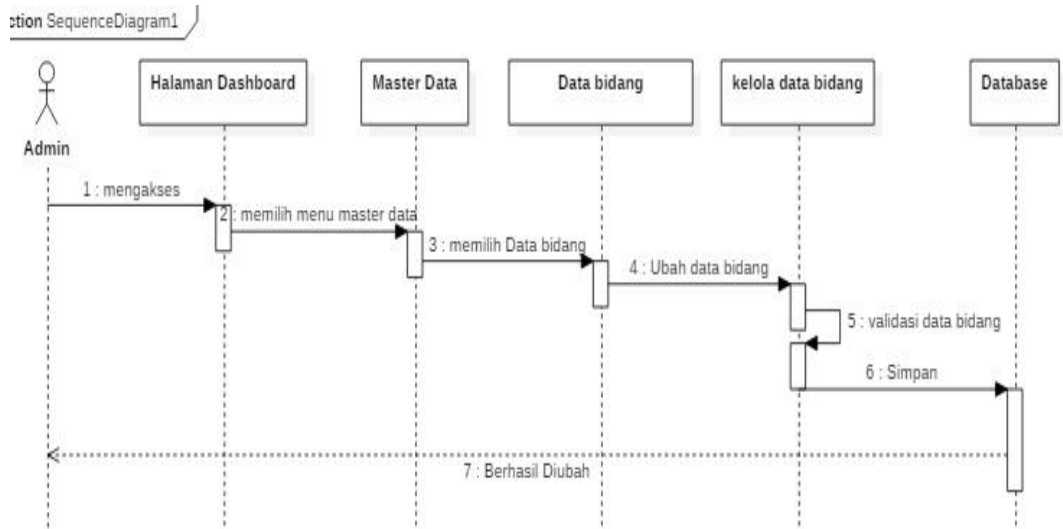 ction SequenceDiagram1
Halaman Dashboard
Master Data
Data bidang
kelola data bidang
Database
Admin
1 : mengakses
2 : memilih menu master data
3 : memilih Data bidang
4 : Ubah data bidang
5 : validasi data bidang
6 : Simpan
7 : Berhasil Diubah